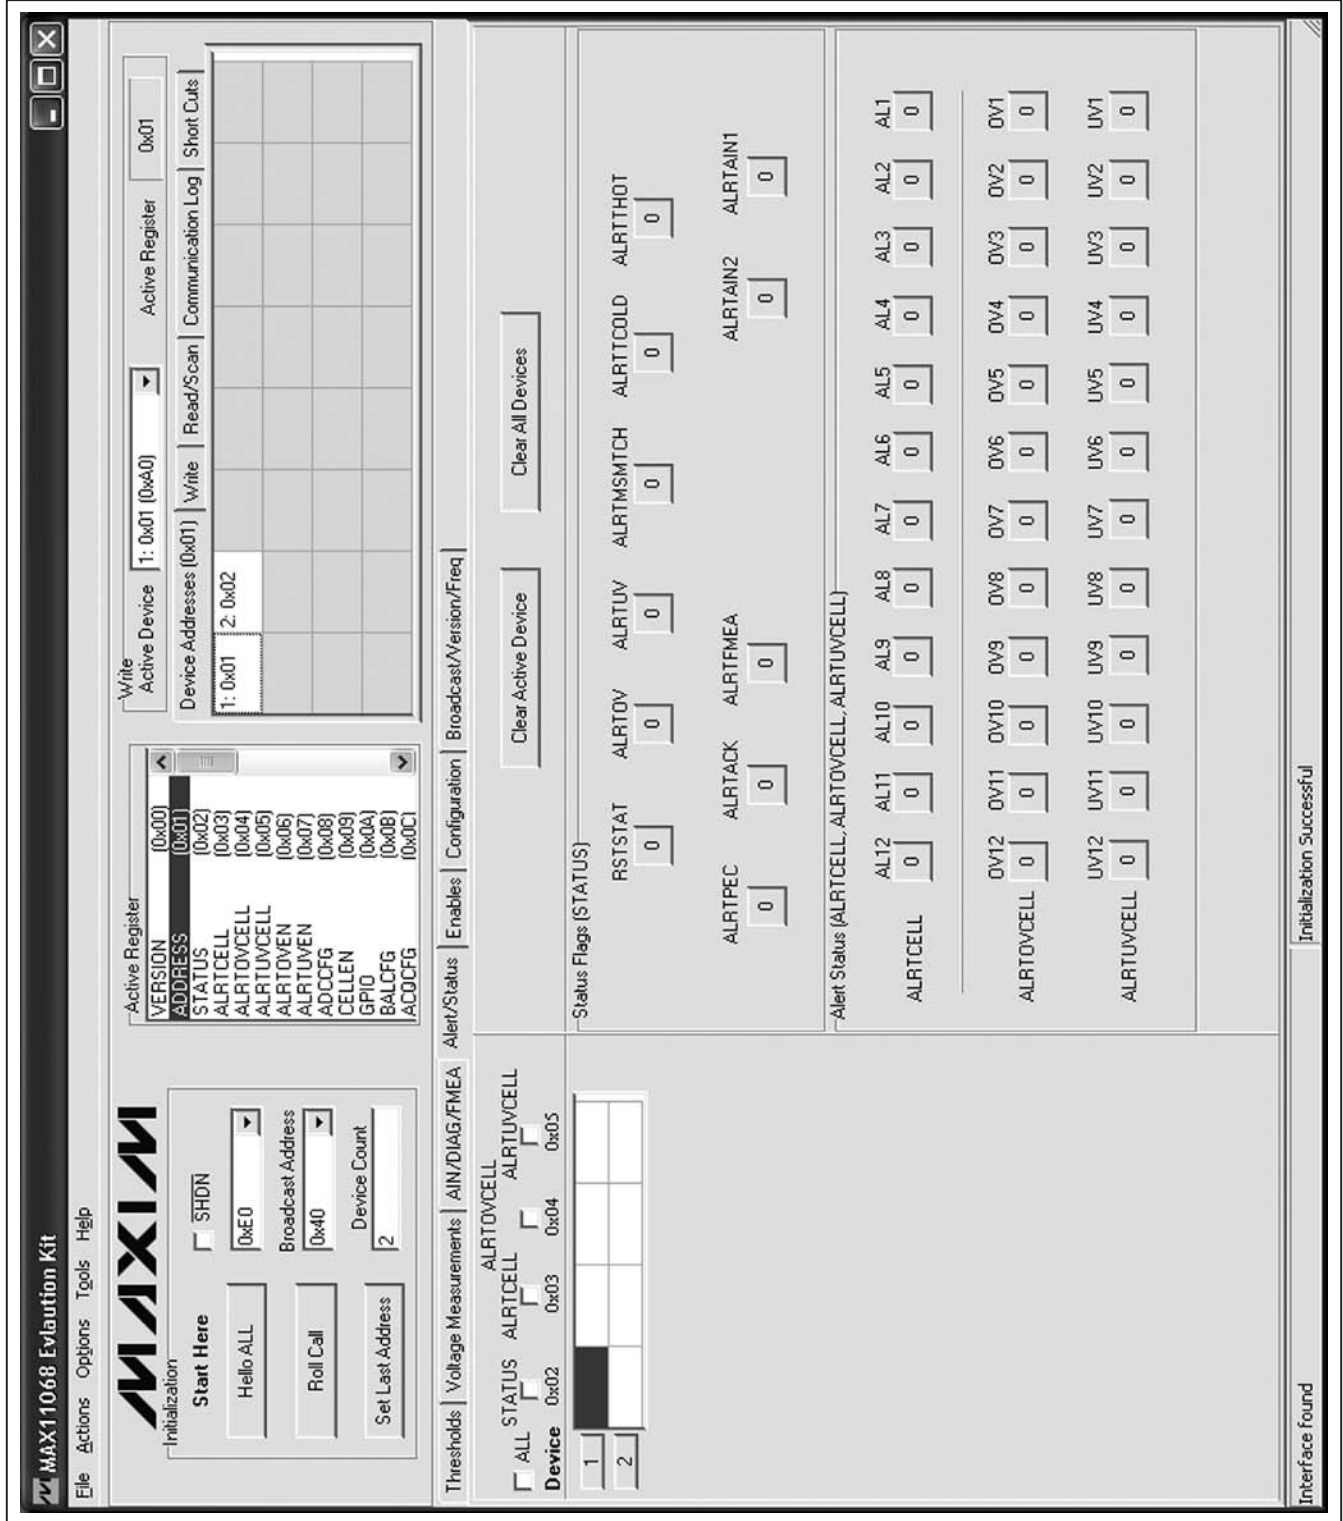 MAX11068 Evlaution Kit
File Actions Options Tools Help
MAXIM
Initialization
Start Here
SHDN
Hello ALL
0xE0
Broadcast Address
Roll Call
0x40
Device Count
Set Last Address
2
Active Register
VERSION (0x00)
ADDRESS (0x01)
STATUS (0x02)
ALRTCELL (0x03)
ALRTOVCELL (0x04)
ALRTUVCELL (0x05)
ALRTOVEN (0x06)
ALRTUVEN (0x07)
ADCCFG (0x08)
CELLEN (0x09)
GPIO (0x0A)
BALCFG (0x0B)
ACQCFG (0x0C)
Write
Active Device 1: 0x01 (0xA0) Active Register 0x01
Device Addresses (0x01) Write Read/Scan Communication Log Short Cuts
1: 0x01 2: 0x02
Thresholds Voltage Measurements AIN/DIAG/FMEA Alert/Status Enables Configuration Broadcast/Version/Freq
ALRTOVCELL
ALL STATUS ALRTCELL ALRTUVCELL
Device 0x02 0x03 0x04 0x05
1
2
Clear Active Device Clear All Devices
Status Flags (STATUS)
RSTSTAT ALRTOV ALRTUV ALRTMSMTCH ALRTTCOLD ALRTTHOT
0 0 0 0 0 0
ALRTPEC ALRTACK ALRTFMEA ALRTAIN2 ALRTAIN1
0 0 0 0 0
Alert Status (ALRTCELL, ALRTOVCELL, ALRTUVCELL)
AL12 AL11 AL10 AL9 AL8 AL7 AL6 AL5 AL4 AL3 AL2 AL1
ALRTCELL 0 0 0 0 0 0 0 0 0 0 0 0
OV12 OV11 OV10 OV9 OV8 OV7 OV6 OV5 OV4 OV3 OV2 OV1
ALRTOVCELL 0 0 0 0 0 0 0 0 0 0 0 0
UV12 UV11 UV10 UV9 UV8 UV7 UV6 UV5 UV4 UV3 UV2 UV1
ALRTUVCELL 0 0 0 0 0 0 0 0 0 0 0 0
Interface Found Initialization Successful